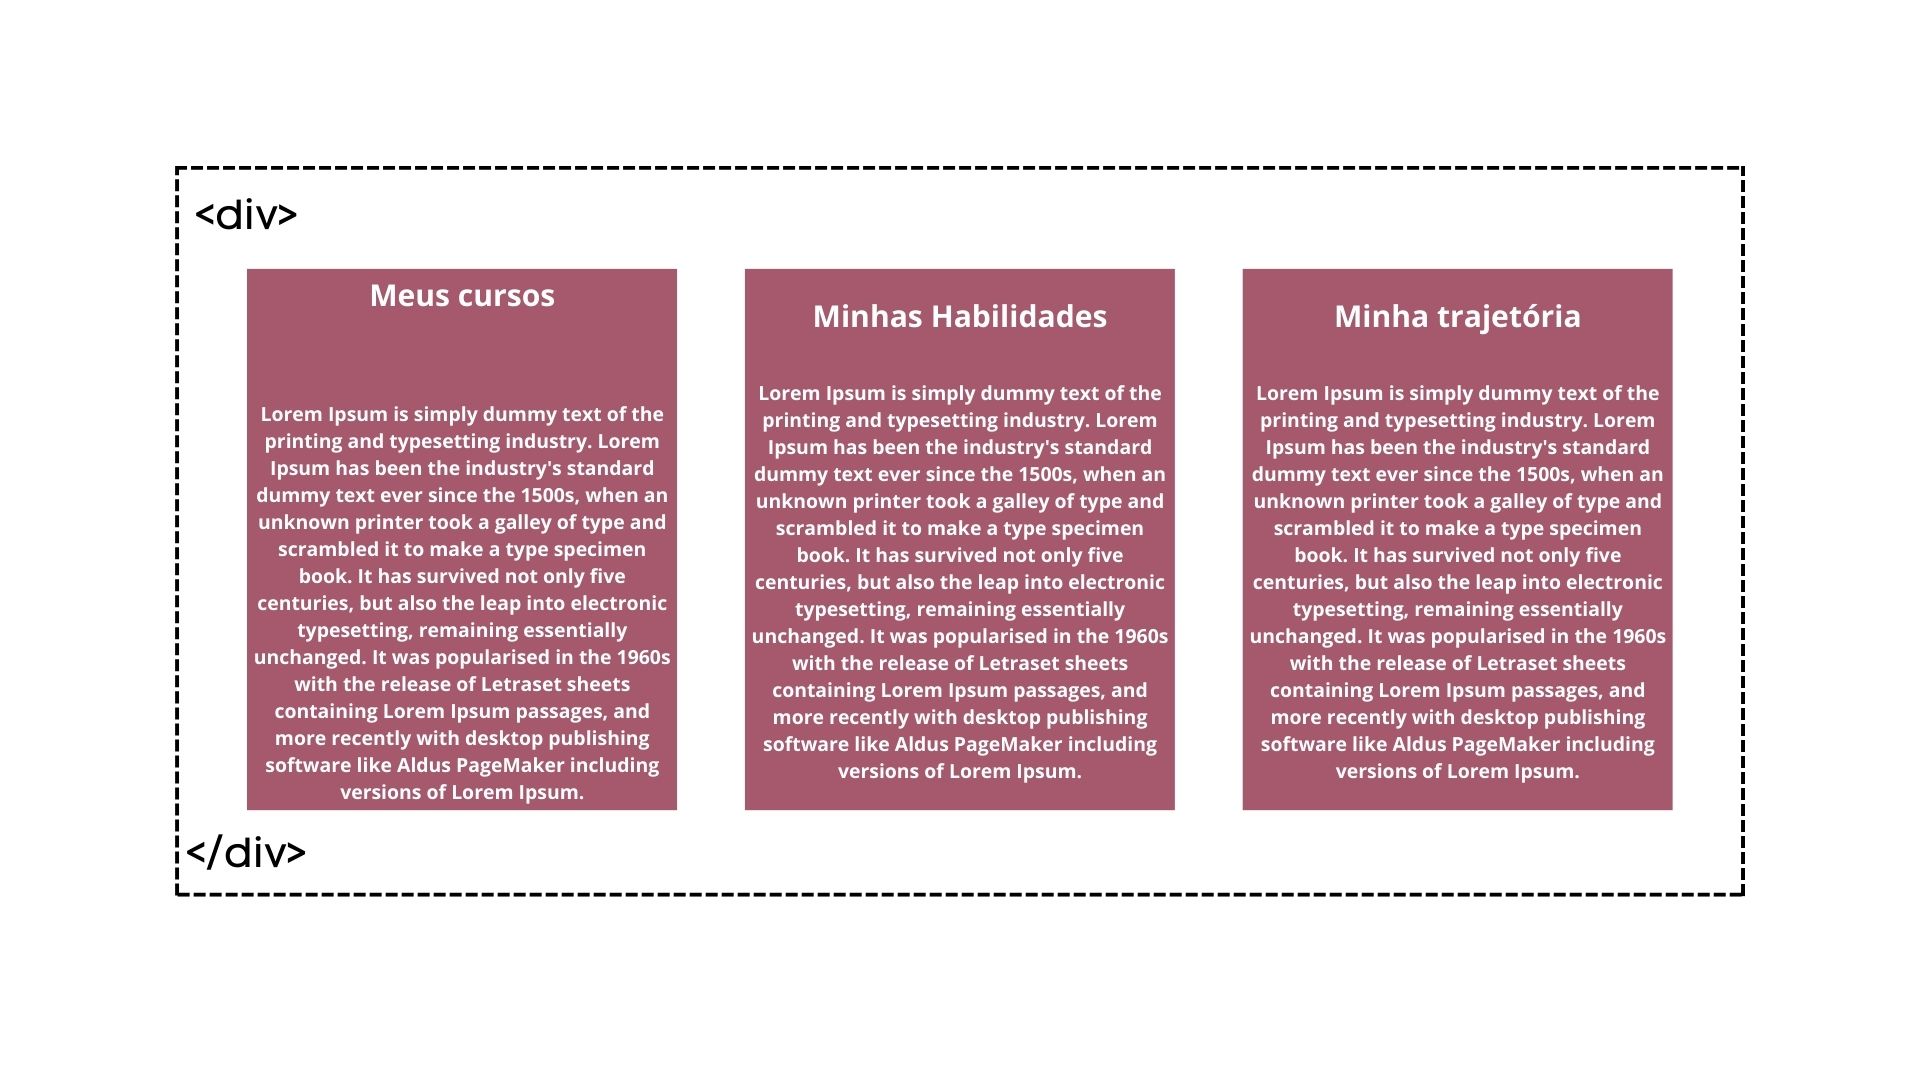 <div>
Meus cursos
Lorem Ipsum is simply dummy text of the
printing and typesetting industry. Lorem
Ipsum has been the industry's standard
dummy text ever since the 1500s, when an
unknown printer took a galley of type and
scrambled it to make a type specimen
book. It has survived not only five
centuries, but also the leap into electronic
typesetting, remaining essentially
unchanged. It was popularised in the 1960s
with the release of Letraset sheets
containing Lorem Ipsum passages, and
more recently with desktop publishing
software like Aldus PageMaker including
versions of Lorem Ipsum.
Minhas Habilidades
Lorem Ipsum is simply dummy text of the
printing and typesetting industry. Lorem
Ipsum has been the industry's standard
dummy text ever since the 1500s, when an
unknown printer took a galley of type and
scrambled it to make a type specimen
book. It has survived not only five
centuries, but also the leap into electronic
typesetting, remaining essentially
unchanged. It was popularised in the 1960s
with the release of Letraset sheets
containing Lorem Ipsum passages, and
more recently with desktop publishing
software like Aldus PageMaker including
versions of Lorem Ipsum.
Minha trajetória
Lorem Ipsum is simply dummy text of the
printing and typesetting industry. Lorem
Ipsum has been the industry's standard
dummy text ever since the 1500s, when an
unknown printer took a galley of type and
scrambled it to make a type specimen
book. It has survived not only five
centuries, but also the leap into electronic
typesetting, remaining essentially
unchanged. It was popularised in the 1960s
with the release of Letraset sheets
containing Lorem Ipsum passages, and
more recently with desktop publishing
software like Aldus PageMaker including
versions of Lorem Ipsum.
</div>